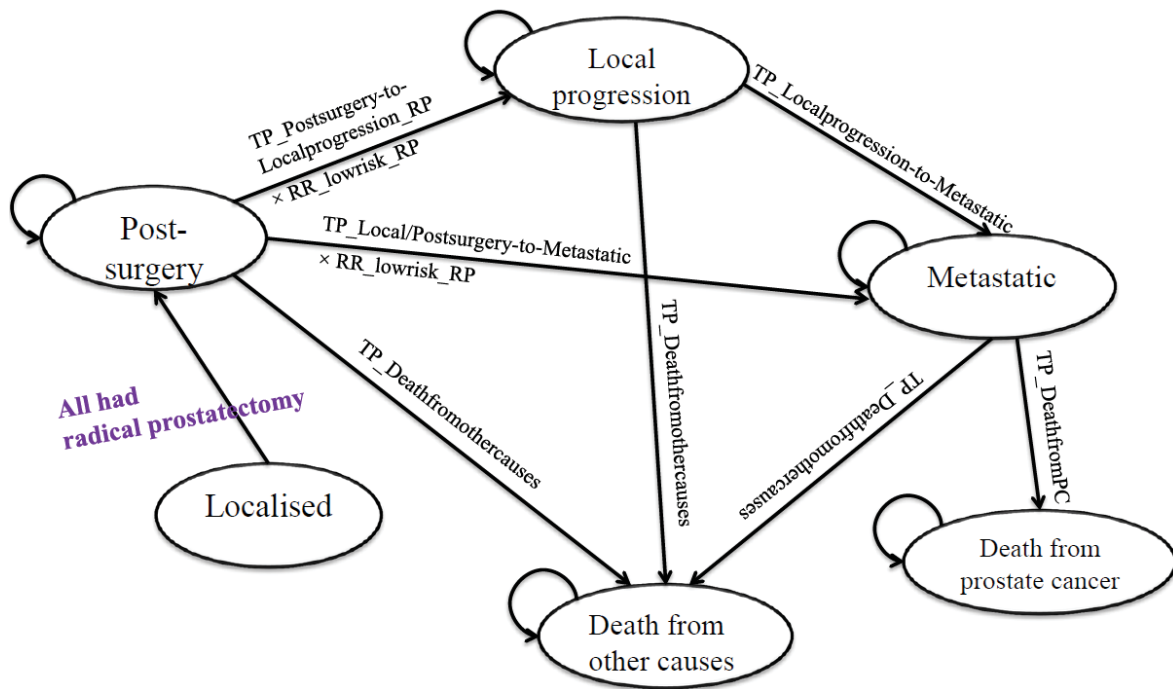 Local
progression
TP_Postsurgery-to-
Localprogression_RP
× RR_lowrisk_RP
TP_Localprogression-to-Metastatic
Post-
surgery
TP_Local/Postsurgery-to-Metastatic
× RR_lowrisk_RP
Metastatic
TP_Deathfromothercauses
TP_Deathfromothercauses
TP_Deathfromothercauses
TP_DeathfromPC
All had
radical prostatectomy
Localised
Death from
prostate cancer
Death from
other causes